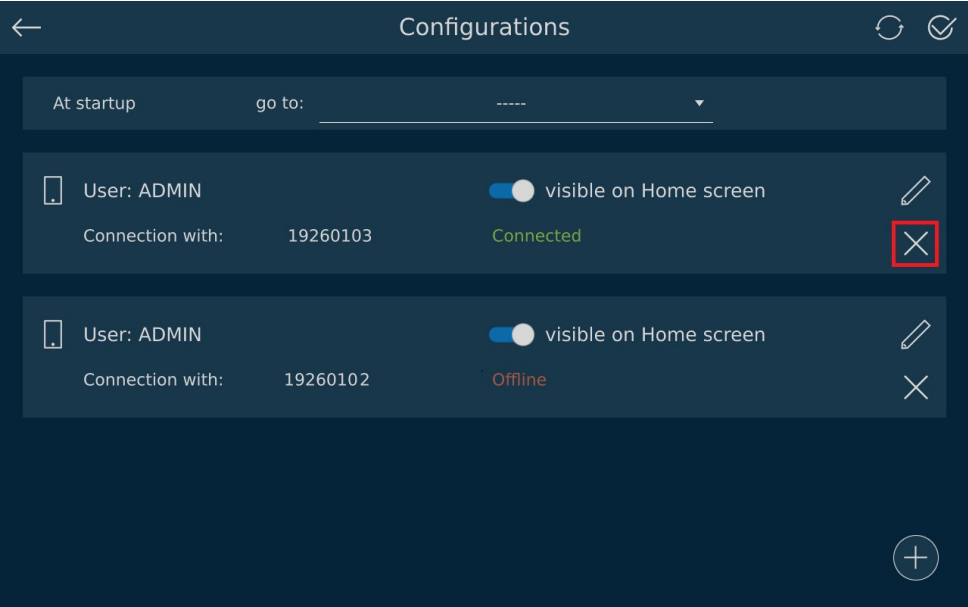 Configurations
At startup go to: -----
User: ADMIN visible on Home screen
Connection with: 19260103 Connected
User: ADMIN visible on Home screen
Connection with: 19260102 Offline